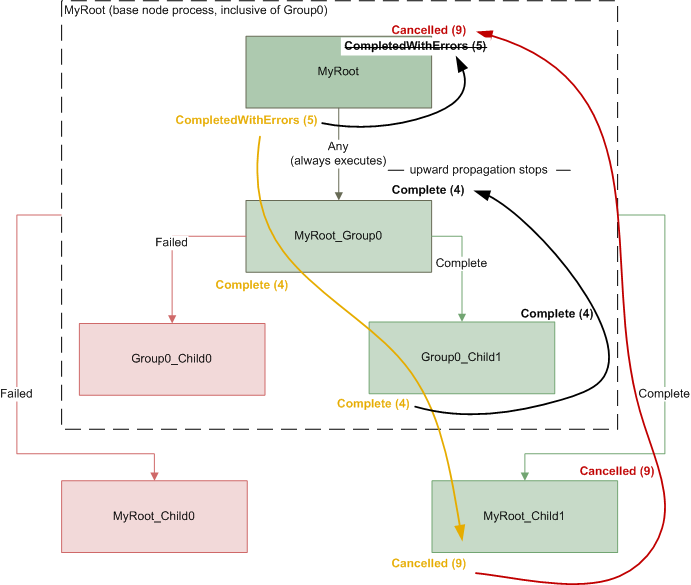 MyRoot (base node process, inclusive of Group0)
Cancelled (9)
CompletedWithErrors (5)
MyRoot
CompletedWithErrors (5)
Any
(always executes)
upward propagation stops
Complete (4)
MyRoot_Group0
Failed
Complete
Complete (4)
Complete (4)
Group0_Child0
Group0_Child1
Failed
Complete
Complete (4)
Cancelled (9)
MyRoot_Child0
MyRoot_Child1
Cancelled (9)